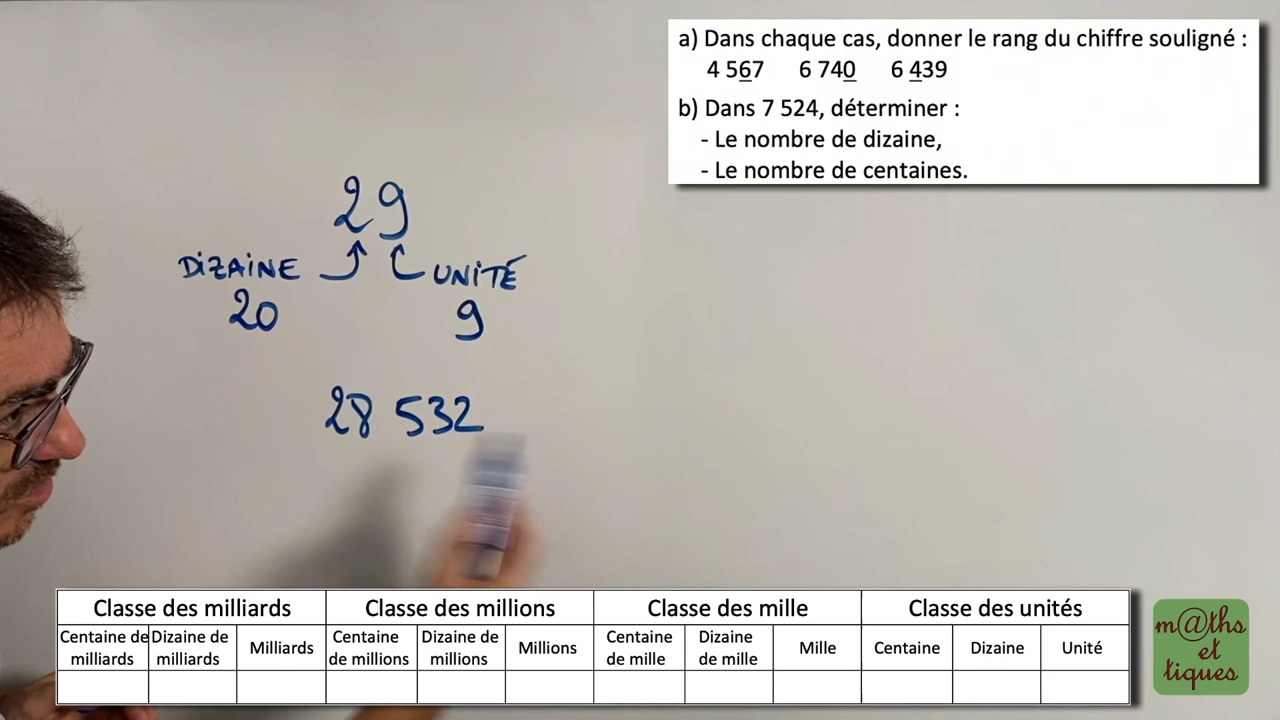 a) Dans chaque cas, donner le rang du chiffre souligné :
4 567 6 740 6 439
b) Dans 7 524, déterminer :
- Le nombre de dizaine,
- Le nombre de centaines.
29
DIZAINE UNITÉ
20 9
28 532
Classe des milliards Classe des millions Classe des mille Classe des unités
Centaine de milliards Dizaine de milliards Milliards Centaine de millions Dizaine de millions Millions Centaine de mille Dizaine de mille Mille Centaine Dizaine Unité
m@ths
et
tiques